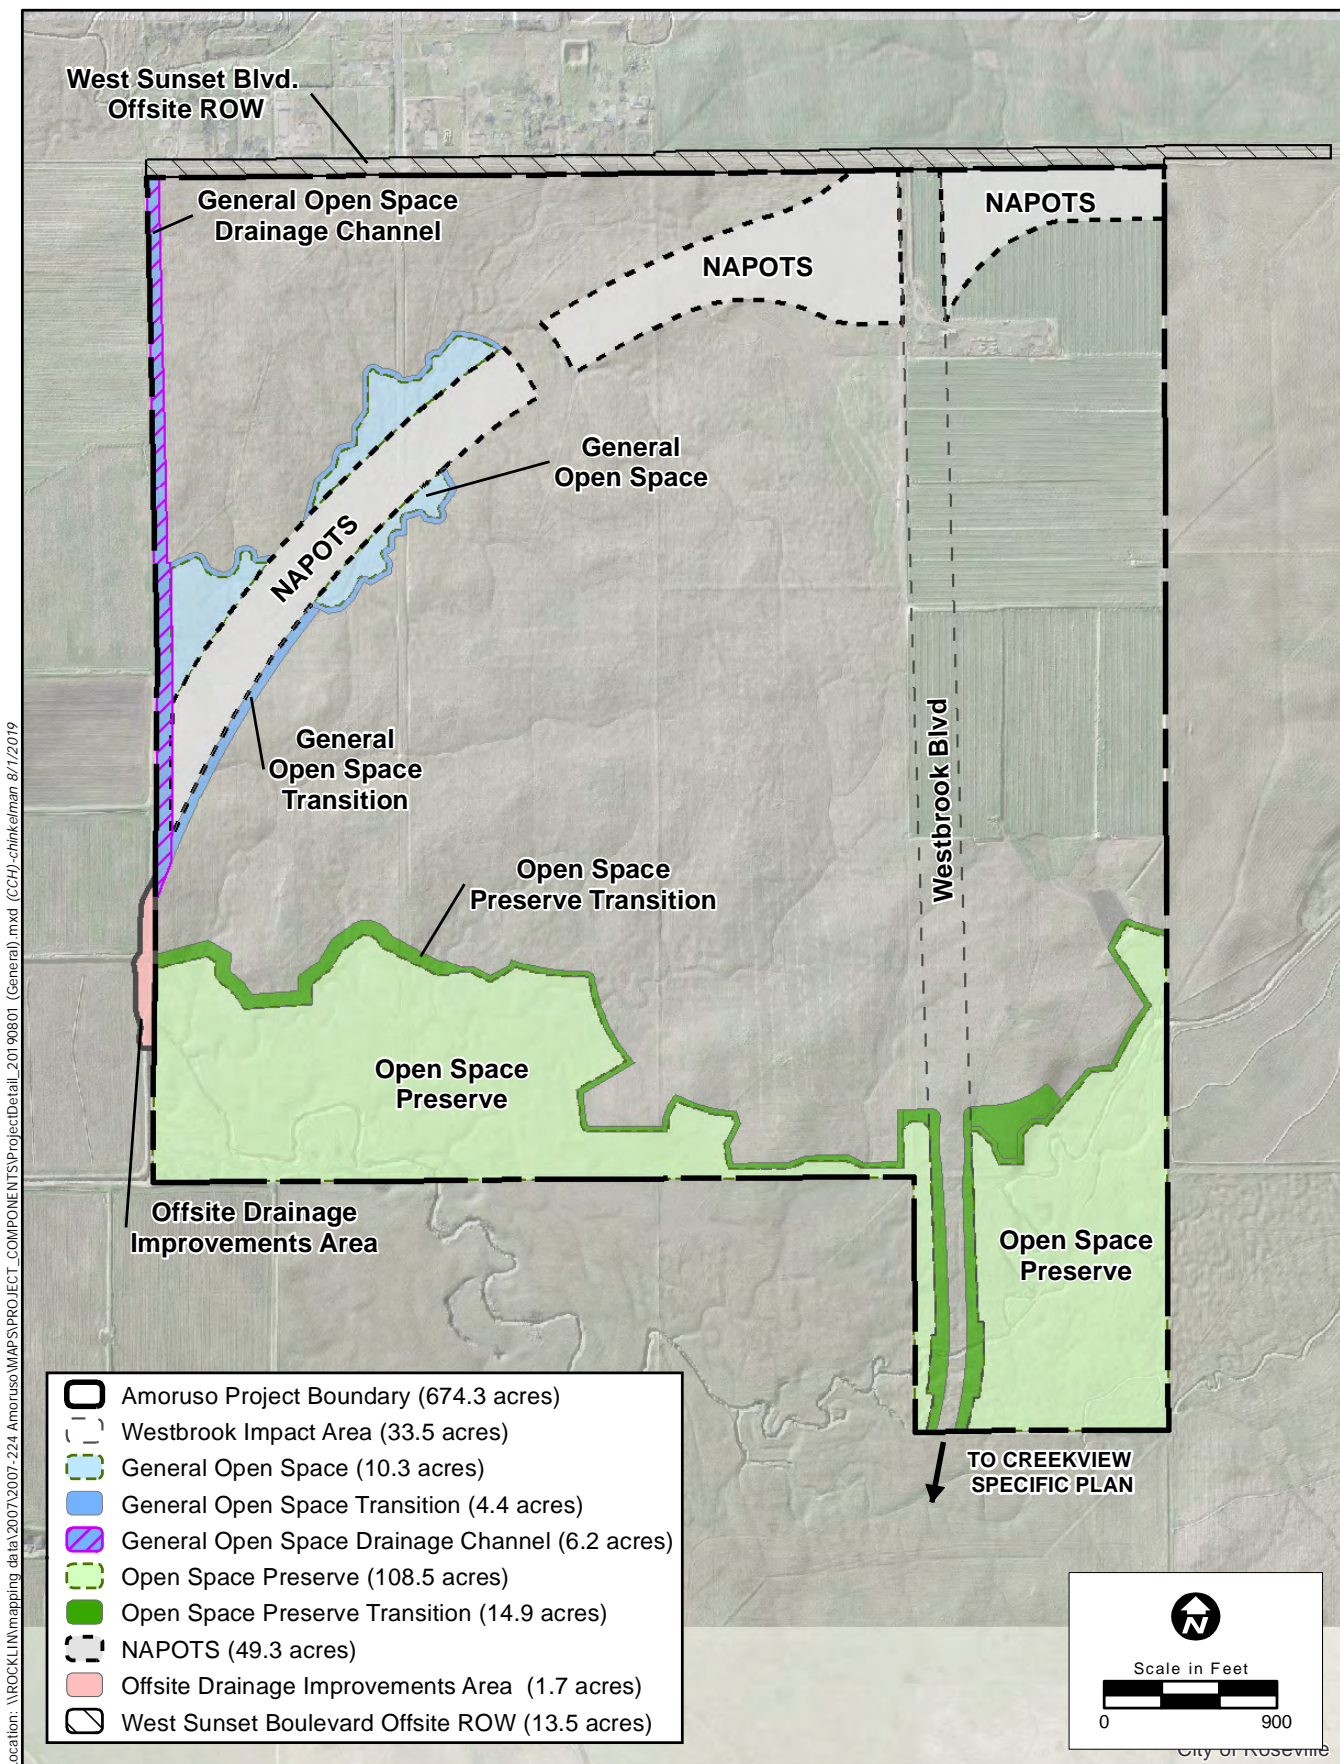 West Sunset Blvd.
Offsite ROW
General Open Space
Drainage Channel
NAPOTS
NAPOTS
General
Open Space
NAPOTS
General
Open Space
Transition
Westbrook Blvd
Open Space
Preserve Transition
Open Space
Preserve
Offsite Drainage
Improvements Area
Open Space
Preserve
TO CREEKVIEW
SPECIFIC PLAN
Amoruso Project Boundary (674.3 acres)
Westbrook Impact Area (33.5 acres)
General Open Space (10.3 acres)
General Open Space Transition (4.4 acres)
General Open Space Drainage Channel (6.2 acres)
Open Space Preserve (108.5 acres)
Open Space Preserve Transition (14.9 acres)
NAPOTS (49.3 acres)
Offsite Drainage Improvements Area (1.7 acres)
West Sunset Boulevard Offsite ROW (13.5 acres)
N
Scale in Feet
0 900
City of Roseville
Location: \\ROCKLIN\mapping data\2007\2007-224 Amoruso\MAPS\PROJECT_COMPONENTS\ProjectDetail_20190801 (General).mxd (CCH)-chinkelman 8/1/2019